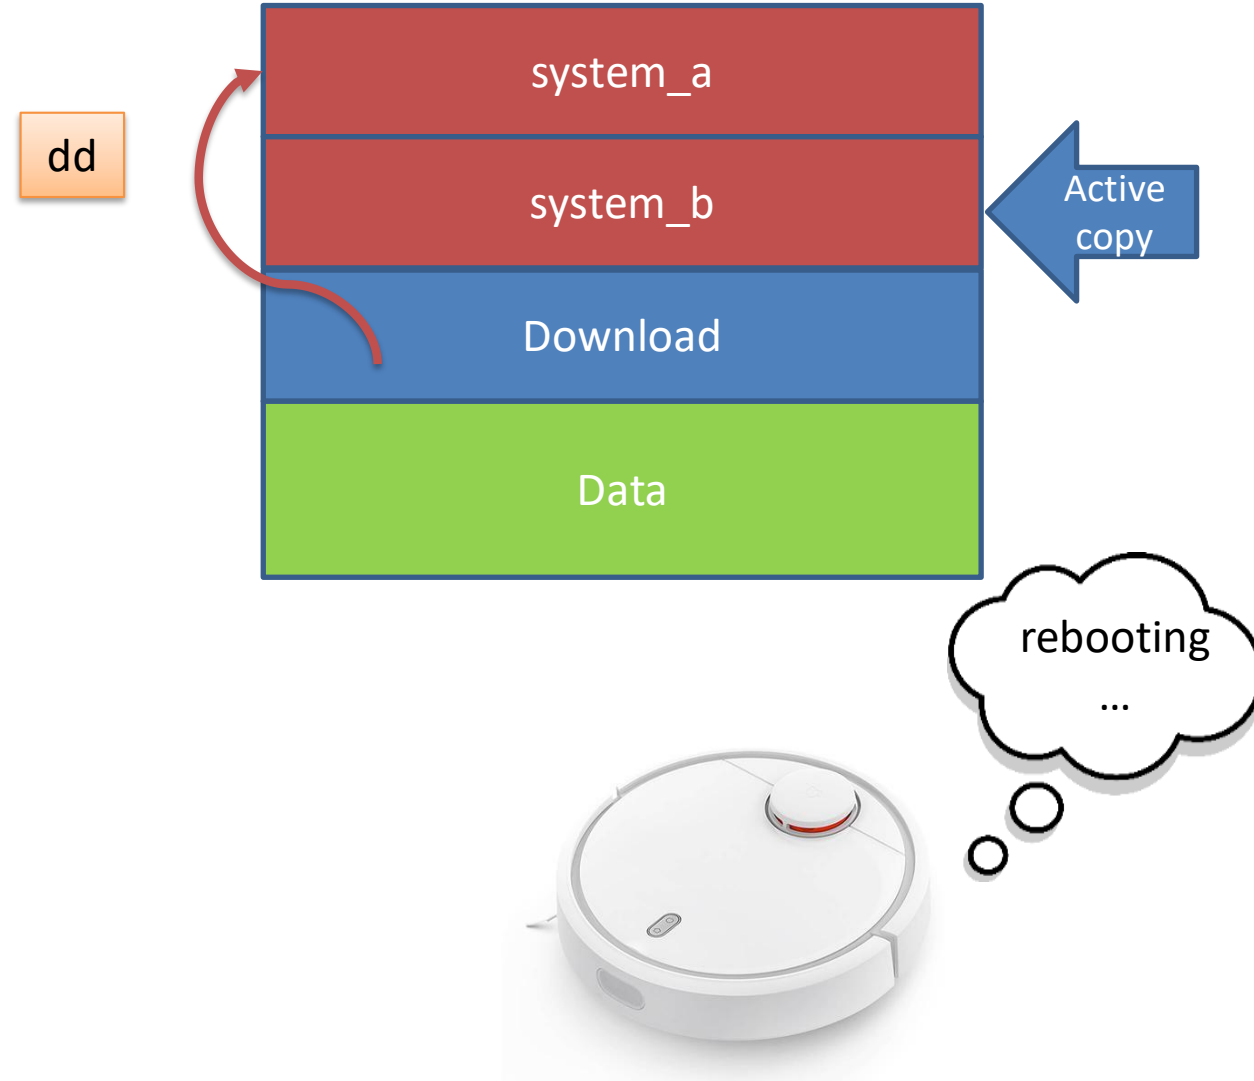 system_a
dd
system_b
Active
copy
Download
Data
rebooting
...